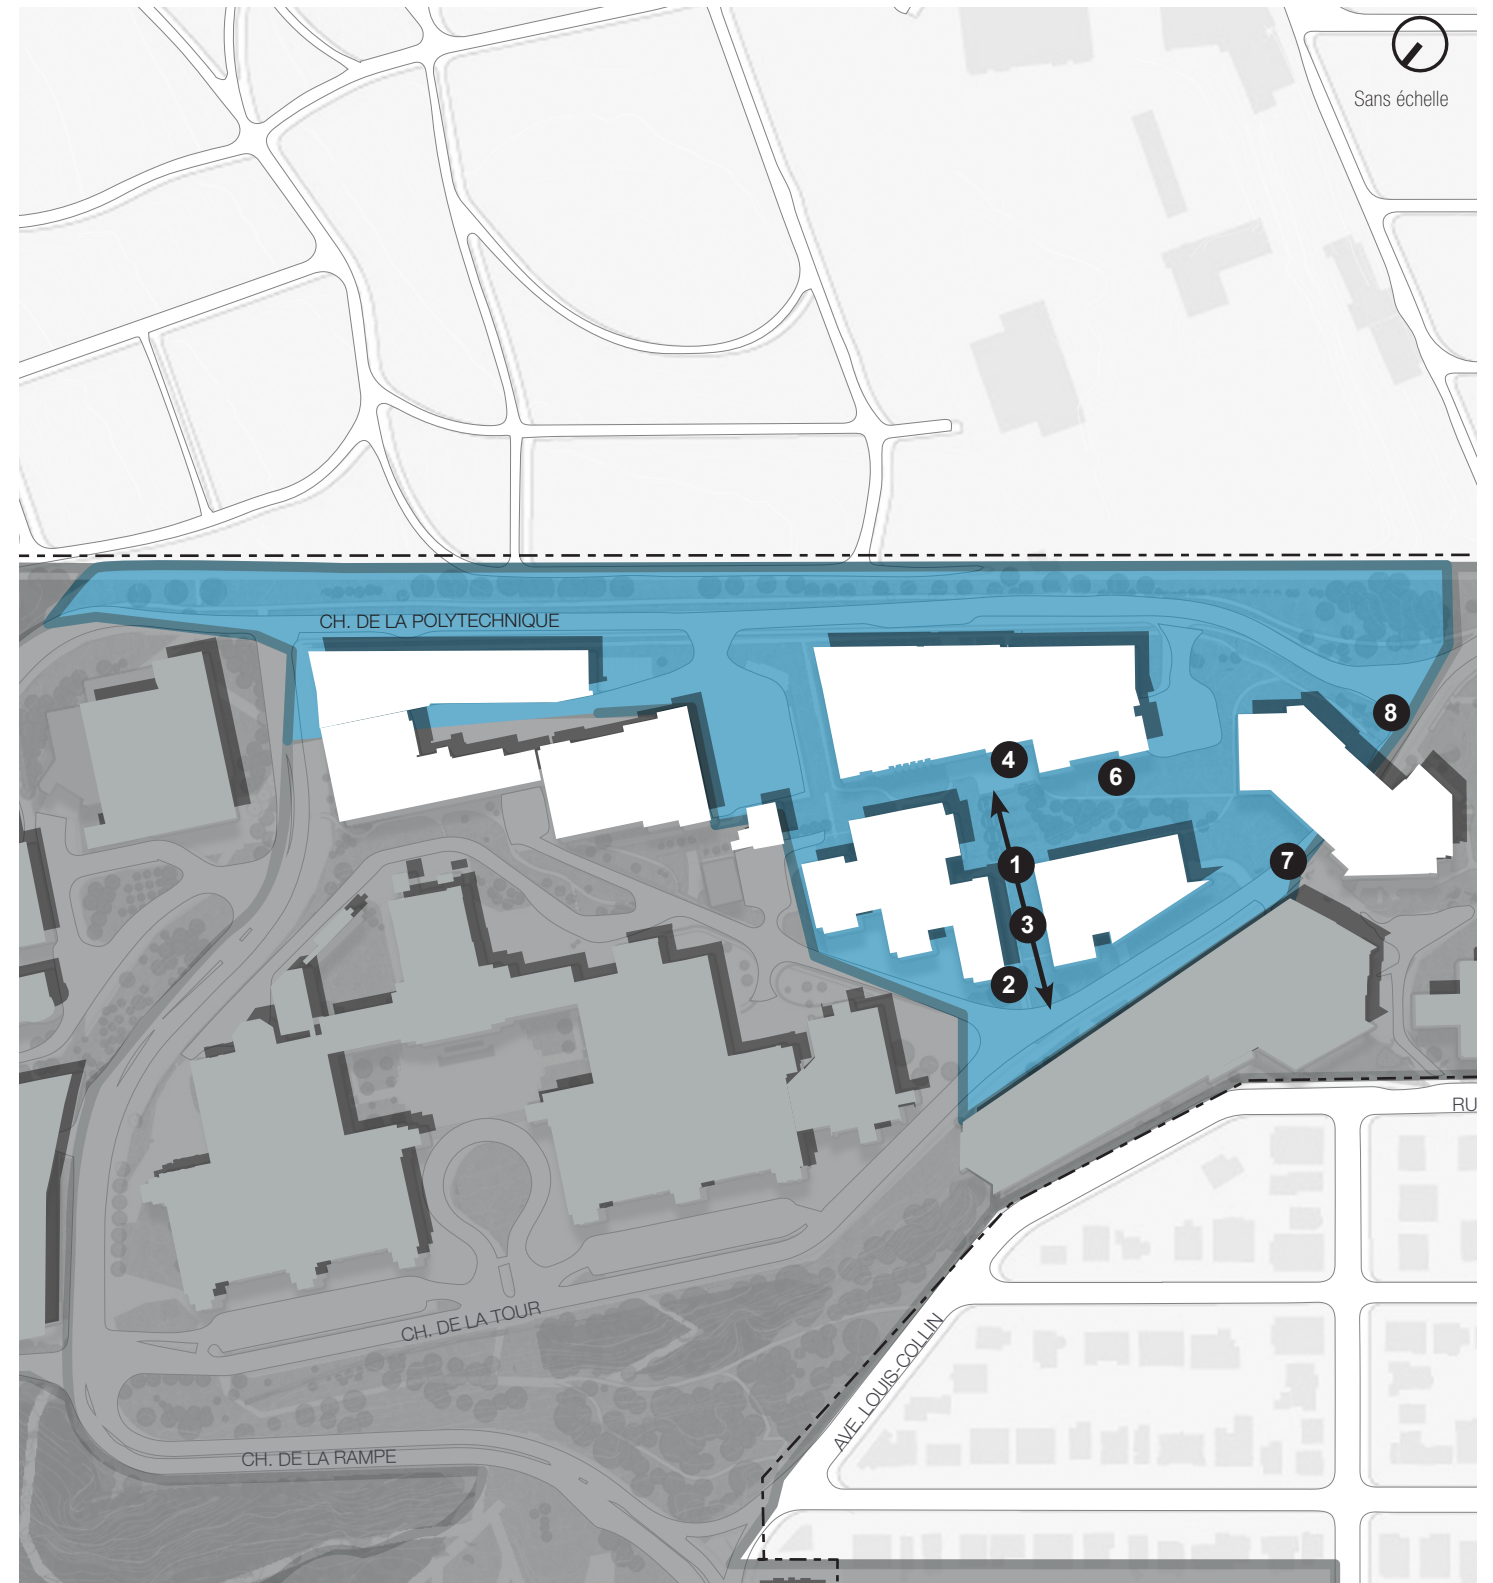 Sans échelle
CH. DE LA POLYTECHNIQUE
8
4
6
7
1
3
2
RU
AVE. LOUIS-COLLIN
CH. DE LA TOUR
CH. DE LA RAMPE